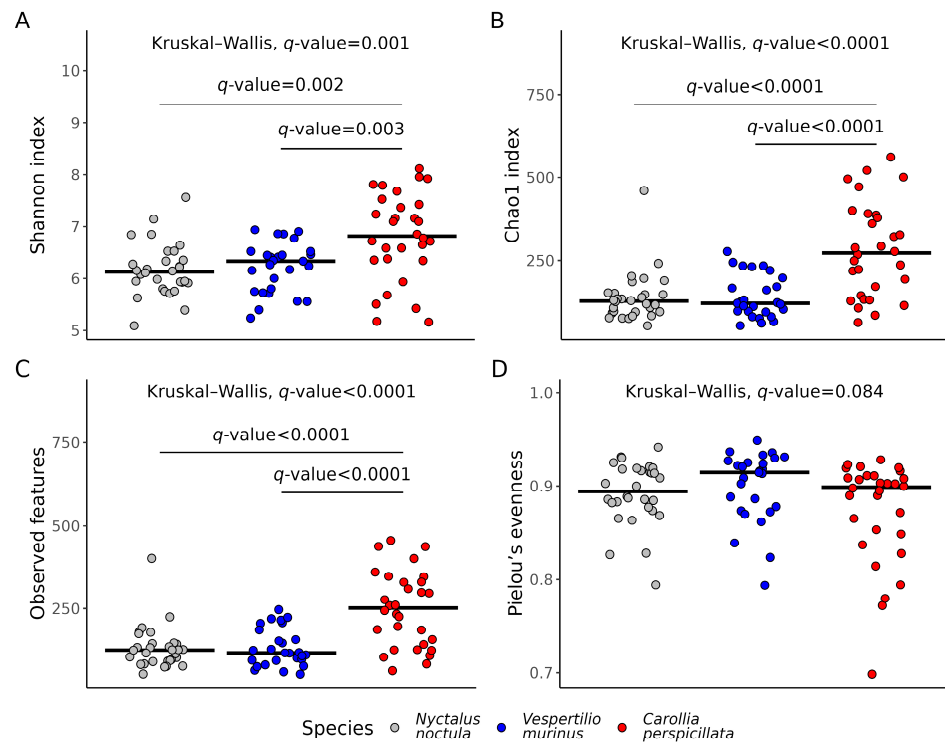 A
Kruskal–Wallis, q-value=0.001
q-value=0.002
q-value=0.003
Shannon index
10
9
8
7
6
5
B
Kruskal–Wallis, q-value<0.0001
q-value<0.0001
q-value<0.0001
Chao1 index
750
500
250
C
Kruskal–Wallis, q-value<0.0001
q-value<0.0001
q-value<0.0001
Observed features
750
500
250
D
Kruskal–Wallis, q-value=0.084
Pielou’s evenness
1.0
0.9
0.8
0.7
Species
Nyctalus
noctula
Vespertilio
murinus
Carollia
perspicillata